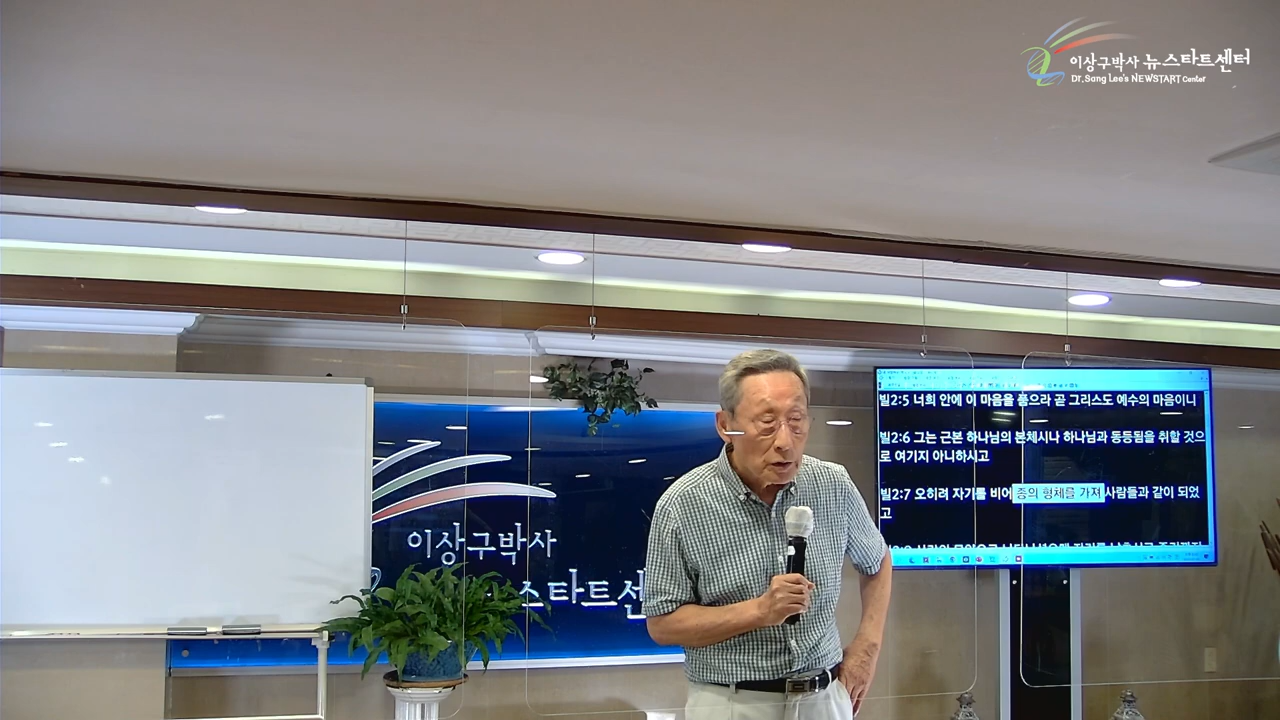 이상구박사 뉴스타트센터
Dr. Sang Lee's NEWSTART Center
빌2:5 너희 안에 이 마음을 품으라 곧 그리스도 예수의 마음이니
빌2:6 그는 근본 하나님의 본체시나 하나님과 동등됨을 취할 것으
로 여기지 아니하시고
빌2:7 오히려 자기를 비어 종의 형체를 가져 사람들과 같이 되었
고
이상구박사
스타트센